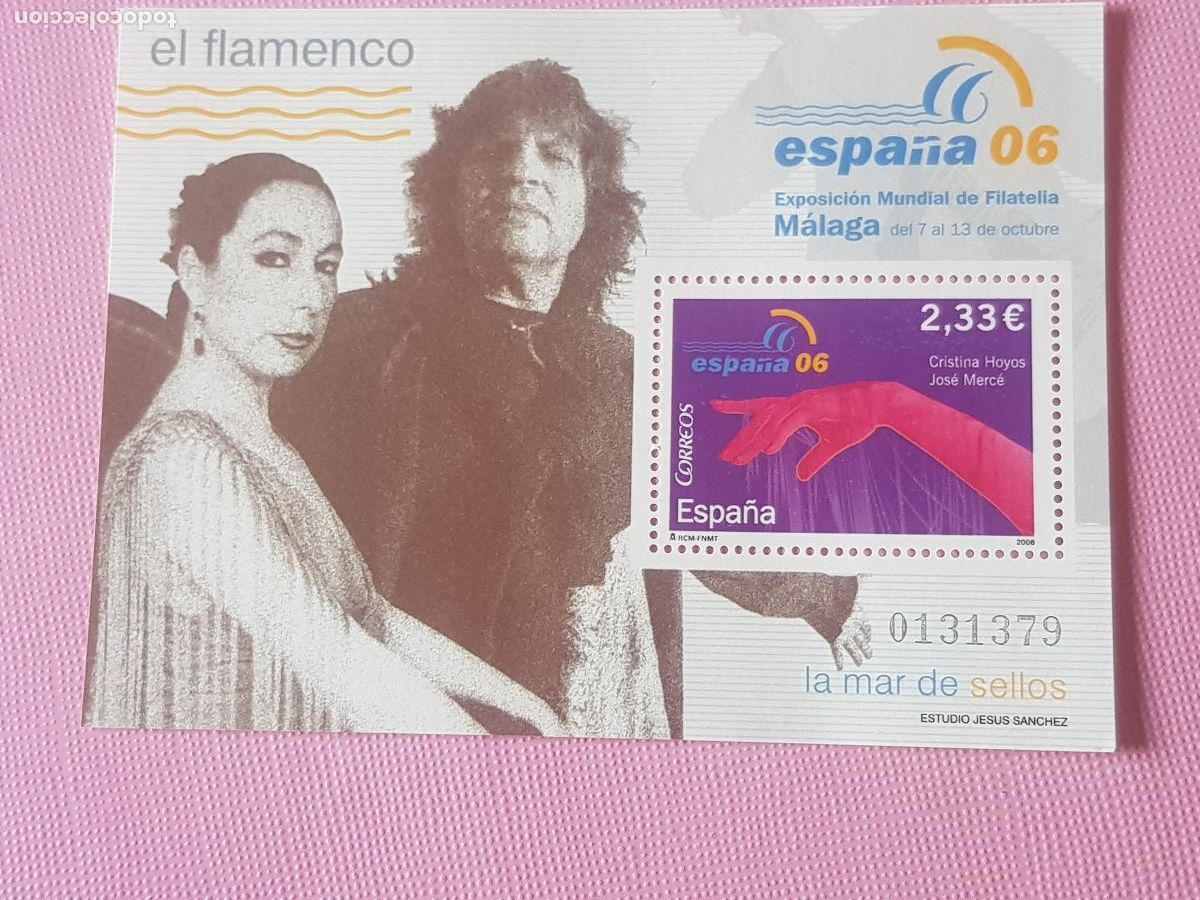 todocoleccion
el flamenco
españa 06
Exposición Mundial de Filatelia
Málaga del 7 al 13 de octubre
2,33€
españa 06
Cristina Hoyos
José Mercé
CORREOS
España
RCM-FNMT
2006
0131379
la mar de sellos
ESTUDIO JESUS SANCHEZ